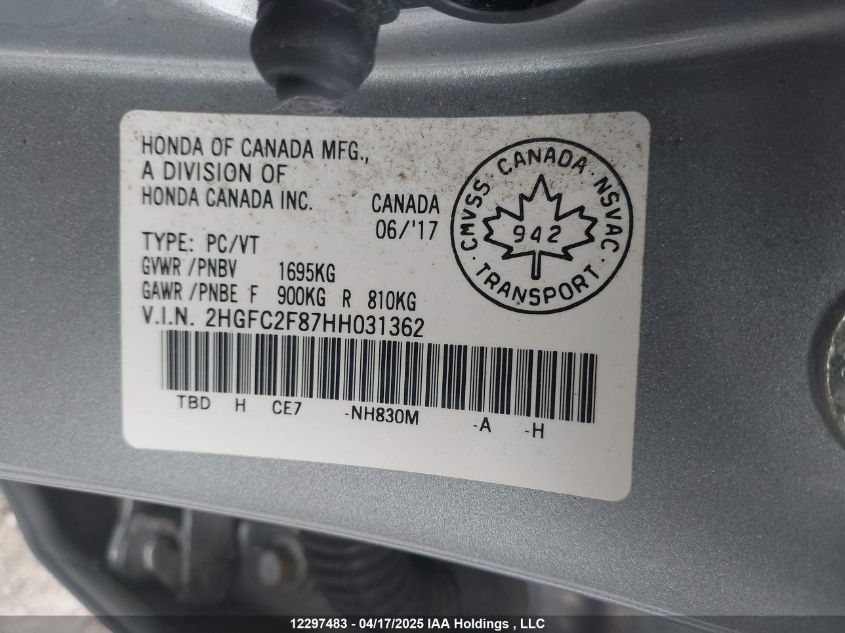 HONDA OF CANADA MFG.,
A DIVISION OF
HONDA CANADA INC.
CANADA
06/'17
TYPE: PC/VT
GVWR /PNBV 1695KG
GAWR /PNBE F 900KG R 810KG
V.I.N. 2HGFC2F87HH031362
TBD H CE7 -NH830M -A -H
CMVSS · CANADA · NSVAC
942
· TRANSPORT ·
12297483 - 04/17/2025 IAA Holdings , LLC